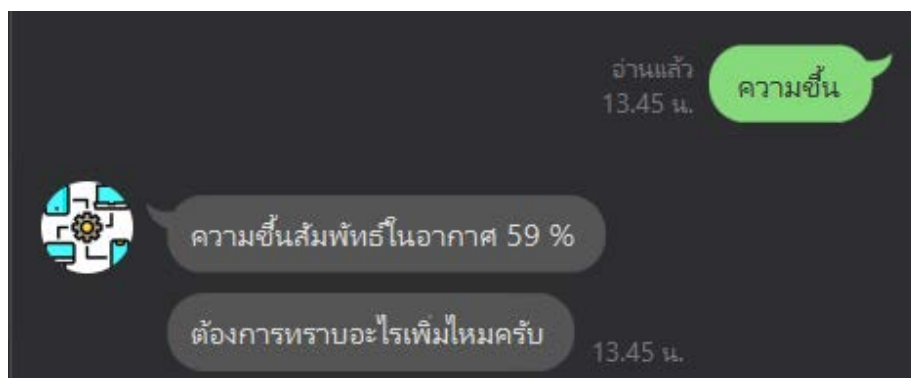 อ่านแล้ว
13.45 น.
ความชื้น
ความชื้นสัมพัทธ์ในอากาศ 59 %
ต้องการทราบอะไรเพิ่มไหมครับ
13.45 น.